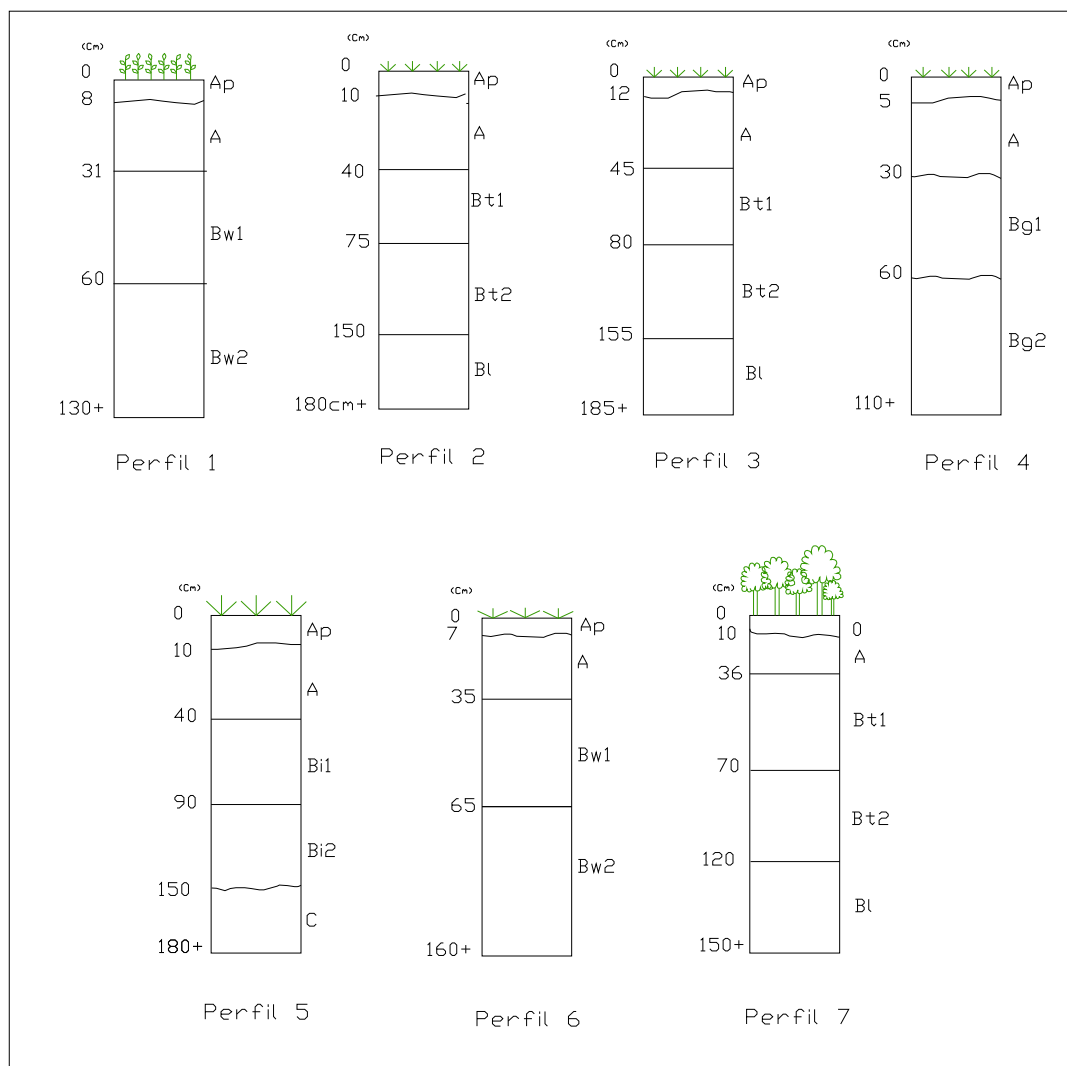 (Cm)
0
Ap
8
A
31
Bw1
60
Bw2
130+
Perfil 1
(Cm)
0
Ap
10
A
40
Bt1
75
Bt2
150
Bl
180cm+
Perfil 2
(Cm)
0
Ap
12
A
45
Bt1
80
Bt2
155
Bl
185+
Perfil 3
(Cm)
0
Ap
5
A
30
Bg1
60
Bg2
110+
Perfil 4
(Cm)
0
Ap
10
A
40
Bi1
90
Bi2
150
C
180+
Perfil 5
(Cm)
0
Ap
7
A
35
Bw1
65
Bw2
160+
Perfil 6
(Cm)
0
O
10
A
36
Bt1
70
Bt2
120
Bl
150+
Perfil 7